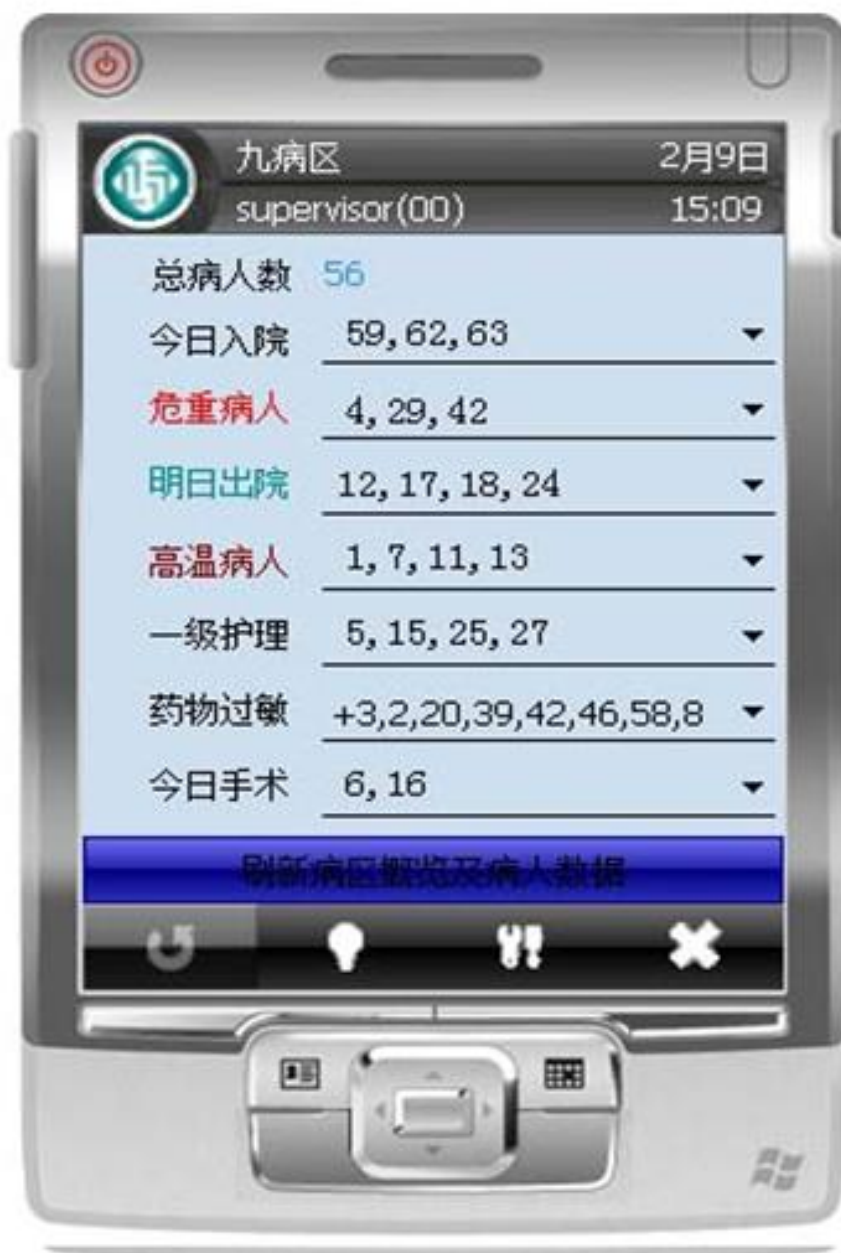 九病区 2月9日
supervisor(00) 15:09
总病人数 56
今日入院 59,62,63
危重病人 4,29,42
明日出院 12,17,18,24
高温病人 1,7,11,13
一级护理 5,15,25,27
药物过敏 +3,2,20,39,42,46,58,8
今日手术 6,16
刷新病区概览及病人数据